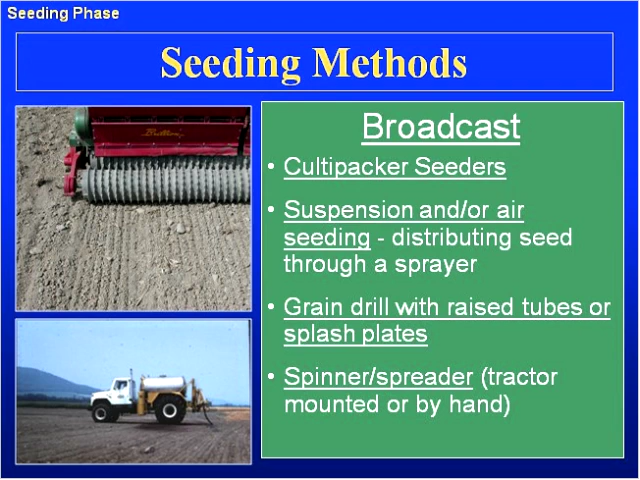 Seeding Phase
Seeding Methods
Broadcast
• Cultipacker Seeders
• Suspension and/or air
seeding - distributing seed
through a sprayer
• Grain drill with raised tubes or
splash plates
• Spinner/spreader (tractor
mounted or by hand)